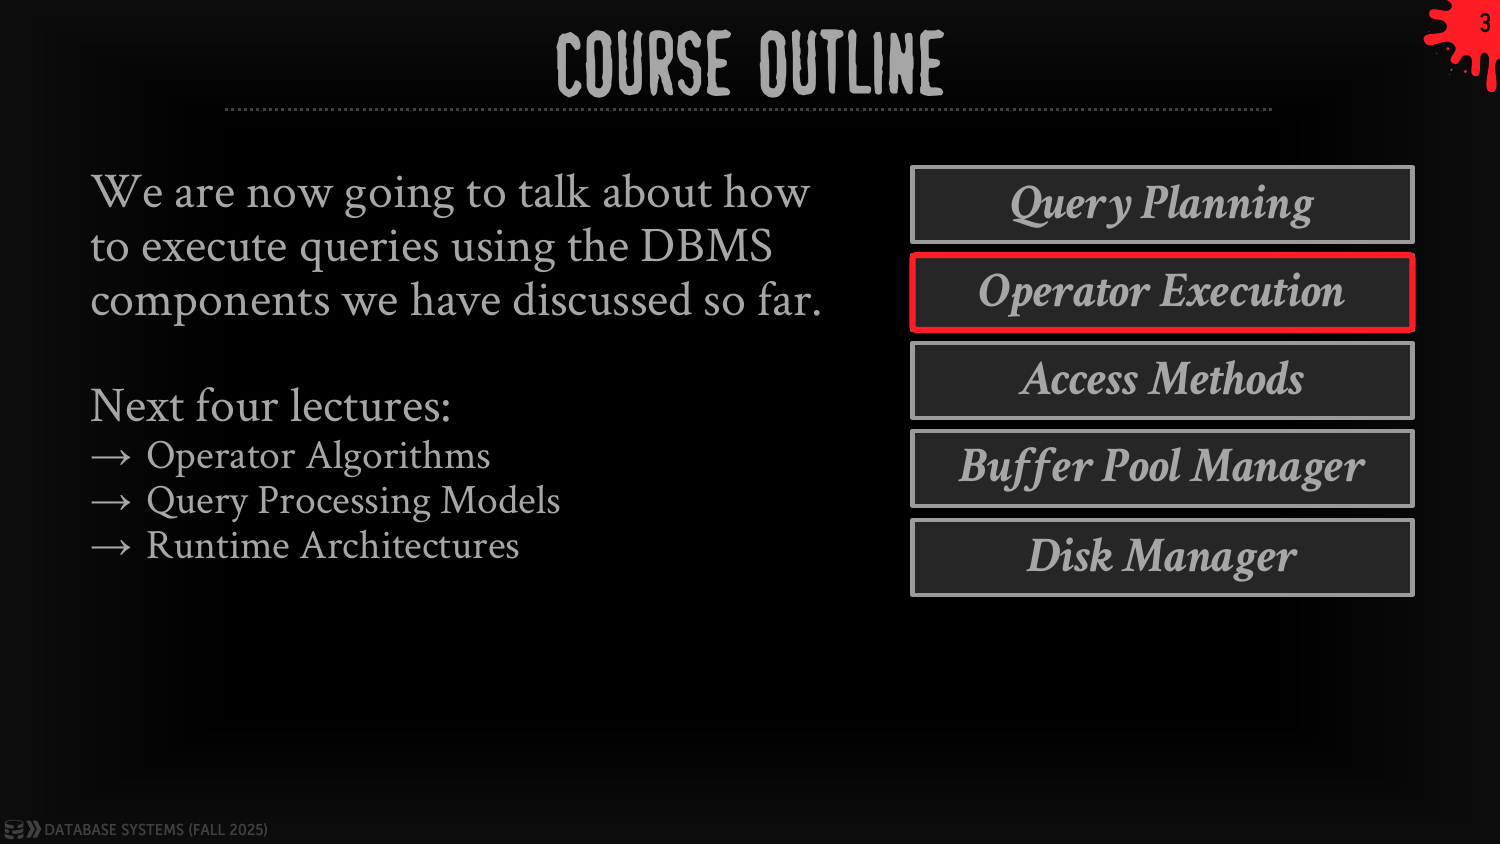 COURSE OUTLINE
3
We are now going to talk about how
to execute queries using the DBMS
components we have discussed so far.
Next four lectures:
→ Operator Algorithms
→ Query Processing Models
→ Runtime Architectures
Query Planning
Operator Execution
Access Methods
Buffer Pool Manager
Disk Manager
DATABASE SYSTEMS (FALL 2025)